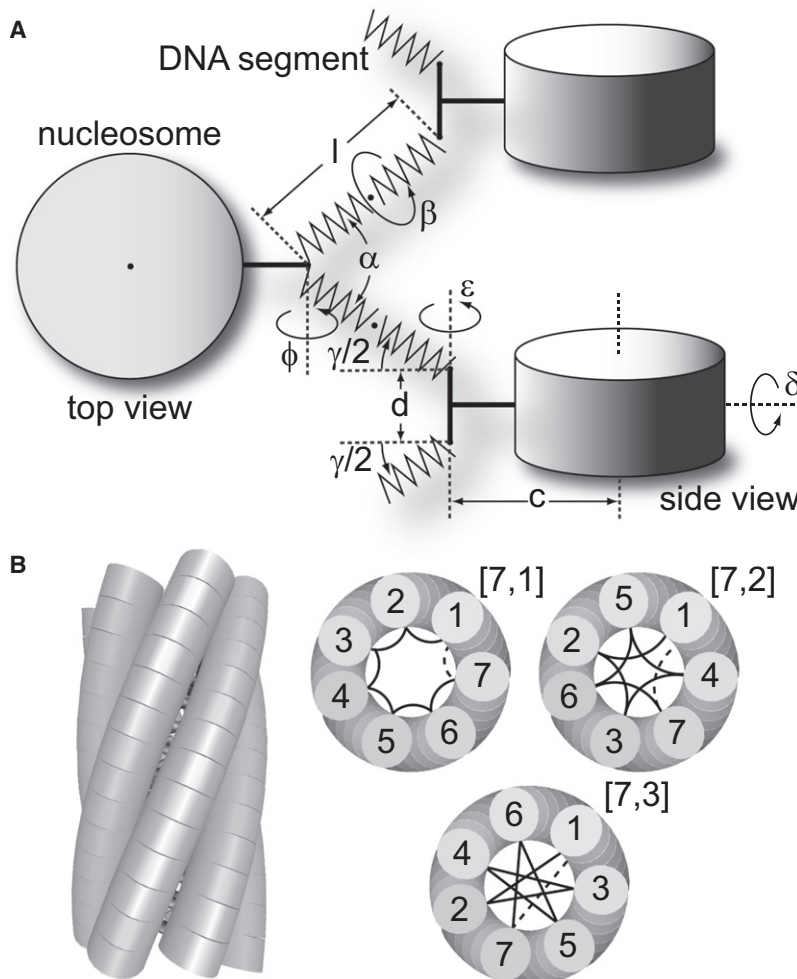 A
DNA segment
nucleosome
l
β
α
ε
ϕ
γ/2
d
δ
γ/2
top view
c
side view
B
[7,1]
[7,2]
2
1
3
7
4
6
5
5
1
2
4
6
7
3
[7,3]
6
1
4
3
2
5
7